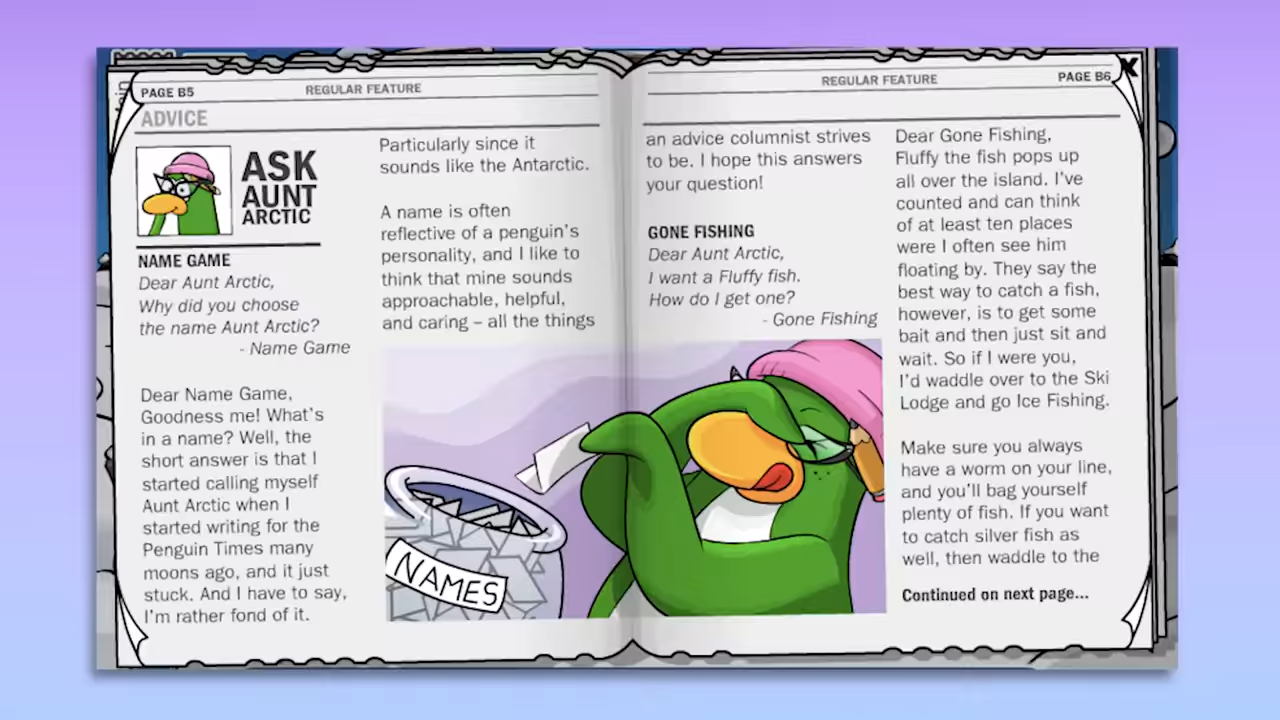 PAGE B5
REGULAR FEATURE
ADVICE
ASK
AUNT
ARCTIC
NAME GAME
Dear Aunt Arctic,
Why did you choose
the name Aunt Arctic?
- Name Game
Dear Name Game,
Goodness me! What's
in a name? Well, the
short answer is that I
started calling myself
Aunt Arctic when I
started writing for the
Penguin Times many
moons ago, and it just
stuck. And I have to say,
I'm rather fond of it.
Particularly since it
sounds like the Antarctic.
A name is often
reflective of a penguin's
personality, and I like to
think that mine sounds
approachable, helpful,
and caring – all the things
NAMES
REGULAR FEATURE
PAGE B6
X
an advice columnist strives
to be. I hope this answers
your question!
GONE FISHING
Dear Aunt Arctic,
I want a Fluffy fish.
How do I get one?
- Gone Fishing
Dear Gone Fishing,
Fluffy the fish pops up
all over the island. I've
counted and can think
of at least ten places
were I often see him
floating by. They say the
best way to catch a fish,
however, is to get some
bait and then just sit and
wait. So if I were you,
I'd waddle over to the Ski
Lodge and go Ice Fishing.
Make sure you always
have a worm on your line,
and you'll bag yourself
plenty of fish. If you want
to catch silver fish as
well, then waddle to the
Continued on next page...